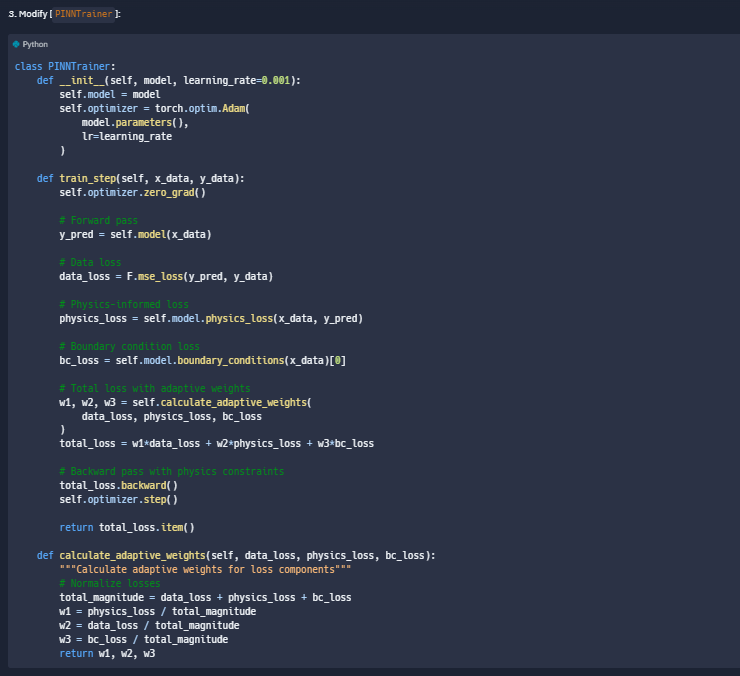 3. Modify [PINNTrainer]:
Python
class PINNTrainer:
    def __init__(self, model, learning_rate=0.001):
        self.model = model
        self.optimizer = torch.optim.Adam(
            model.parameters(),
            lr=learning_rate
        )

    def train_step(self, x_data, y_data):
        self.optimizer.zero_grad()

        # Forward pass
        y_pred = self.model(x_data)

        # Data loss
        data_loss = F.mse_loss(y_pred, y_data)

        # Physics-informed loss
        physics_loss = self.model.physics_loss(x_data, y_pred)

        # Boundary condition loss
        bc_loss = self.model.boundary_conditions(x_data)[0]

        # Total loss with adaptive weights
        w1, w2, w3 = self.calculate_adaptive_weights(
            data_loss, physics_loss, bc_loss
        )
        total_loss = w1*data_loss + w2*physics_loss + w3*bc_loss

        # Backward pass with physics constraints
        total_loss.backward()
        self.optimizer.step()

        return total_loss.item()

    def calculate_adaptive_weights(self, data_loss, physics_loss, bc_loss):
        """Calculate adaptive weights for loss components"""
        # Normalize losses
        total_magnitude = data_loss + physics_loss + bc_loss
        w1 = physics_loss / total_magnitude
        w2 = data_loss / total_magnitude
        w3 = bc_loss / total_magnitude
        return w1, w2, w3